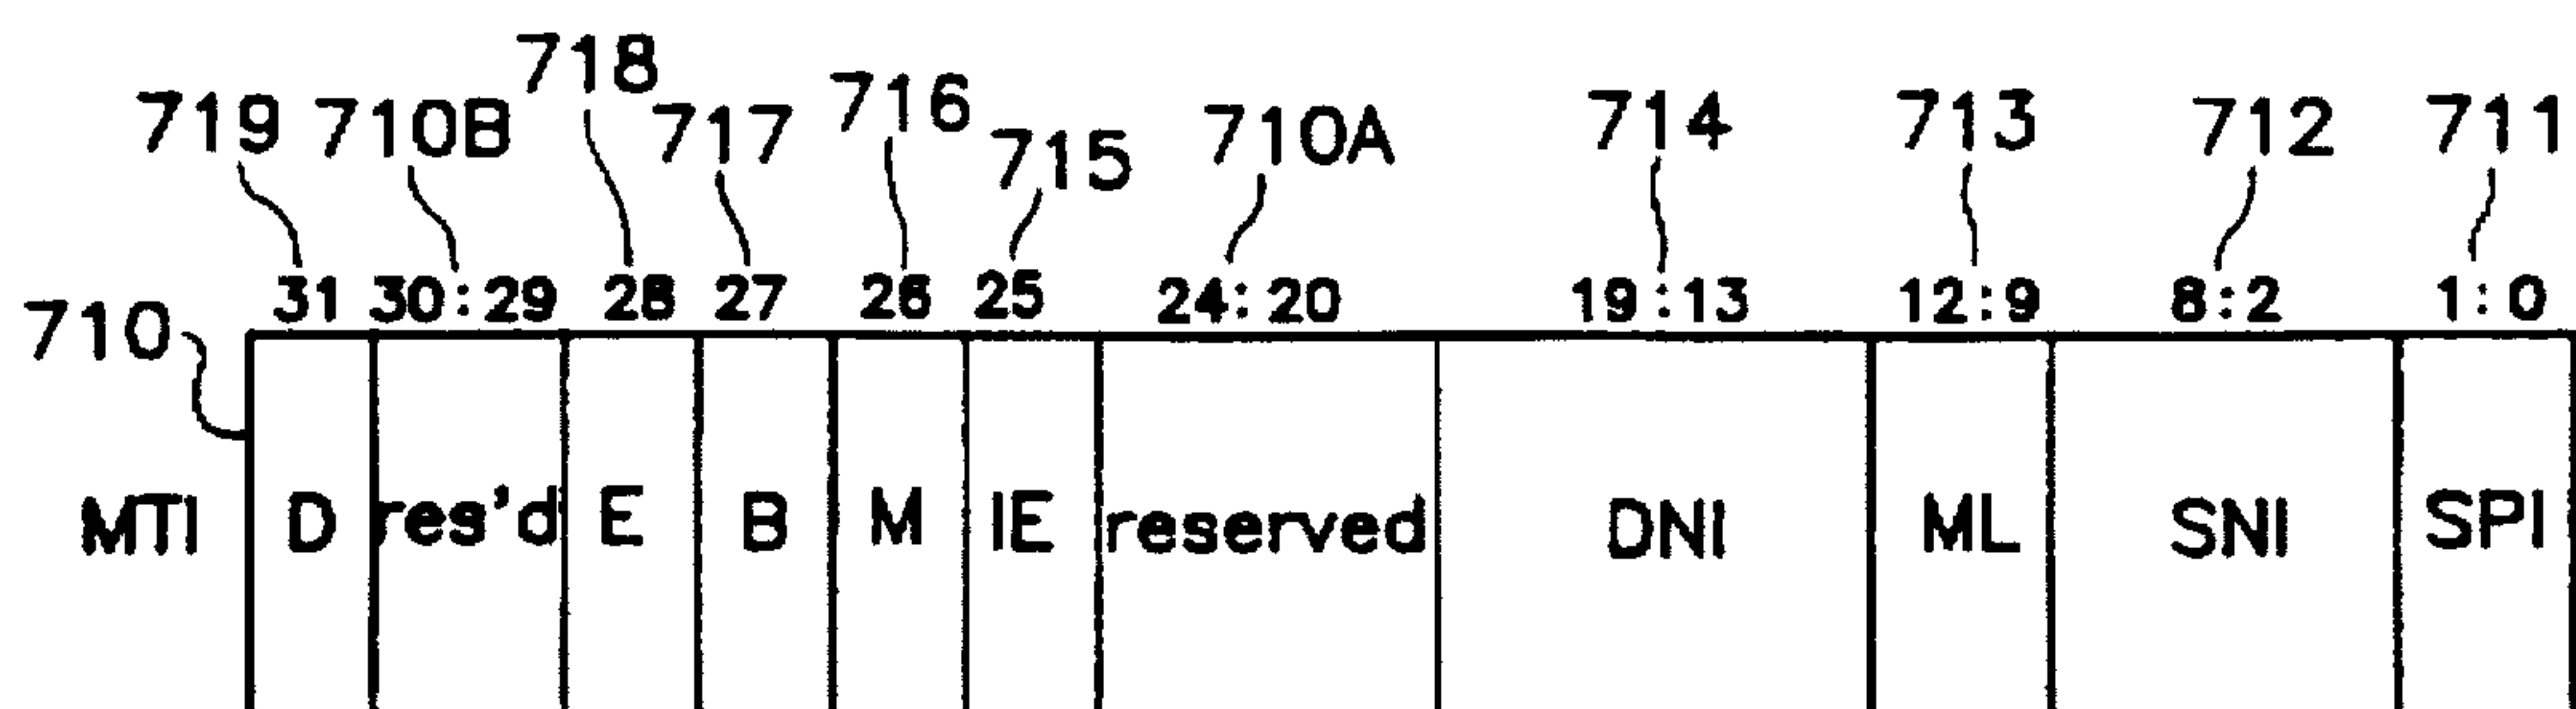 719 710B 718 717 716 715 710A 714 713 712 711
31 30:29 28 27 26 25 24:20 19:13 12:9 8:2 1:0
710
MTI D res'd E B M IE reserved DNI ML SNI SPI